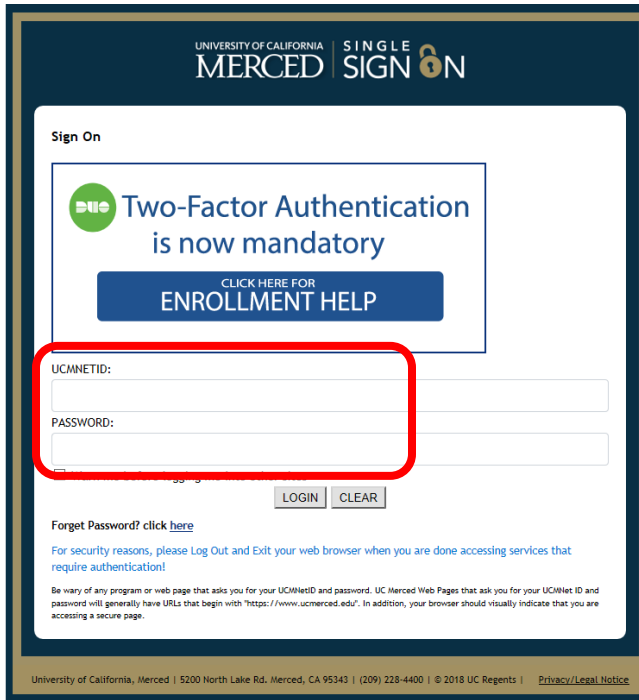 UNIVERSITY OF CALIFORNIA
MERCED
SINGLE
SIGN ON
Sign On
DUO
Two-Factor Authentication
is now mandatory
CLICK HERE FOR
ENROLLMENT HELP
UCMNETID:
PASSWORD:
LOGIN CLEAR
Forget Password? click here
For security reasons, please Log Out and Exit your web browser when you are done accessing services that
require authentication!
Be wary of any program or web page that asks you for your UCMNetID and password. UC Merced Web Pages that ask you for your UCMNet ID and
password will generally have URLs that begin with "https://www.ucmerced.edu". In addition, your browser should visually indicate that you are
accessing a secure page.
University of California, Merced | 5200 North Lake Rd. Merced, CA 95343 | (209) 228-4400 | © 2018 UC Regents | Privacy/Legal Notice